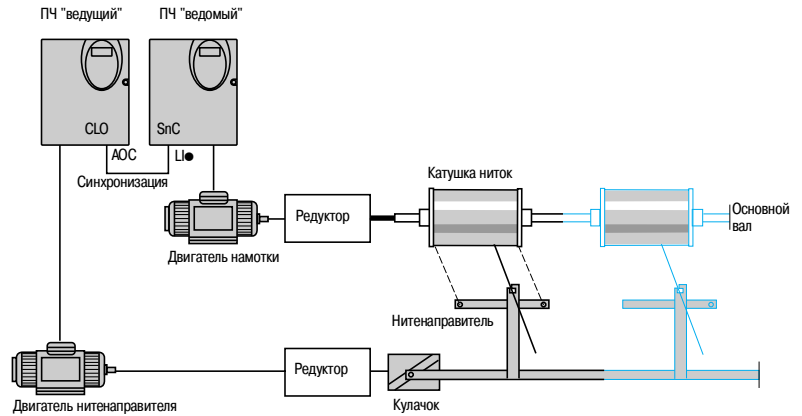 ПЧ "ведущий"
ПЧ "ведомый"
CLO
SnC
AOC
LI●
Синхронизация
Катушка ниток
Редуктор
Основной
вал
Двигатель намотки
Нитенаправитель
Редуктор
Кулачок
Двигатель нитенаправителя